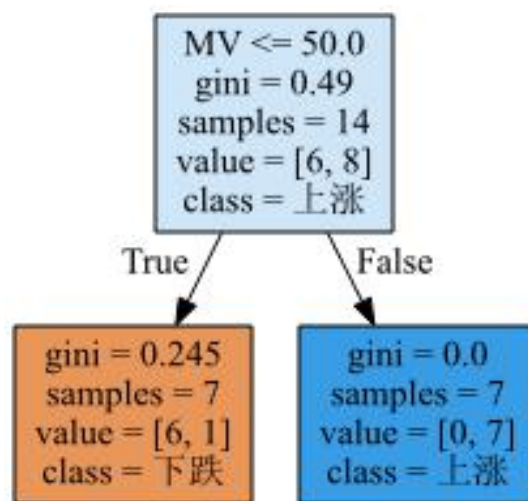 MV <= 50.0
gini = 0.49
samples = 14
value = [6, 8]
class = 上涨
True
False
gini = 0.245
samples = 7
value = [6, 1]
class = 下跌
gini = 0.0
samples = 7
value = [0, 7]
class = 上涨